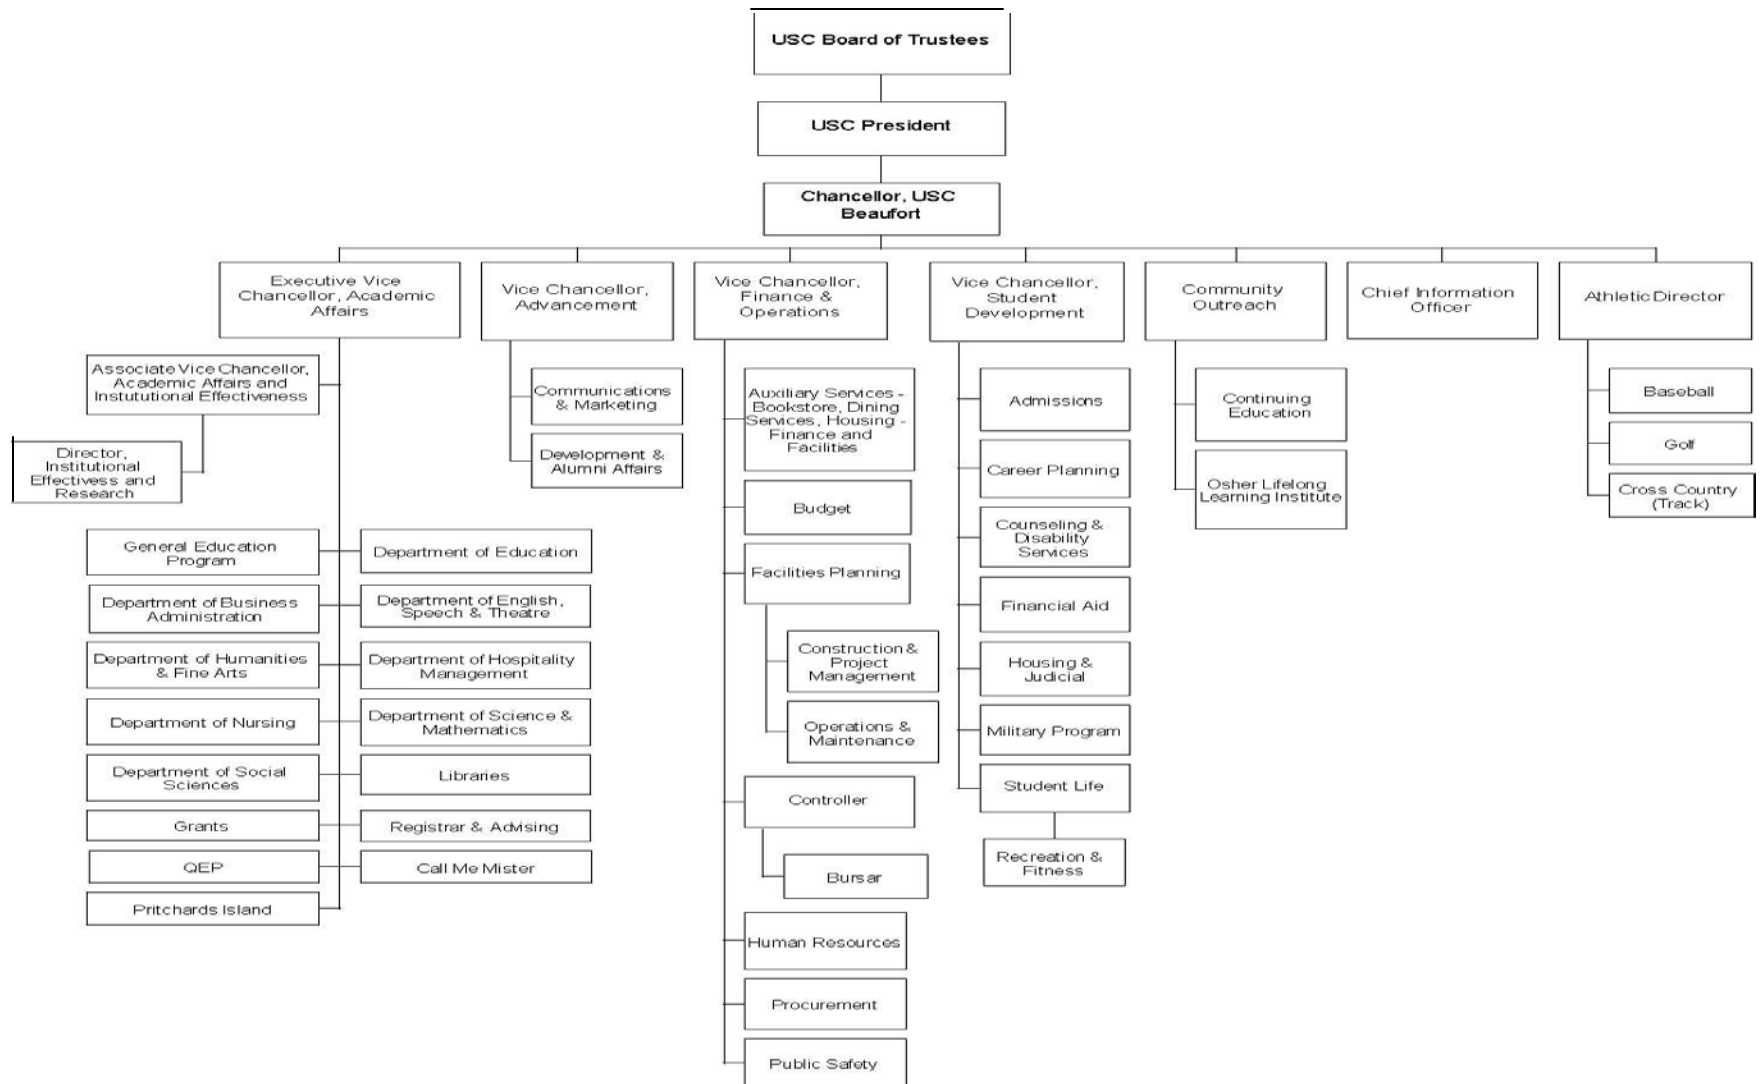 USC Board of Trustees
USC President
Chancellor, USC
Beaufort
Executive Vice
Chancellor, Academic
Affairs
Vice Chancellor,
Advancement
Vice Chancellor,
Finance &
Operations
Vice Chancellor,
Student
Development
Community
Outreach
Chief Information
Officer
Athletic Director
Associate Vice Chancellor,
Academic Affairs and
Instutional Effectiveness
Director,
Institutional
Effectivess and
Research
General Education
Program
Department of Education
Department of Business
Administration
Department of English,
Speech & Theatre
Department of Humanities
& Fine Arts
Department of Hospitality
Management
Department of Nursing
Department of Science &
Mathematics
Department of Social
Sciences
Libraries
Grants
Registrar & Advising
QEP
Call Me Mister
Pritchards Island
Communications
& Marketing
Development &
Alumni Affairs
Auxiliary Services -
Bookstore, Dining
Services, Housing -
Finance and
Facilities
Budget
Facilities Planning
Construction &
Project
Management
Operations &
Maintenance
Controller
Bursar
Human Resources
Procurement
Public Safety
Admissions
Career Planning
Counseling &
Disability
Services
Financial Aid
Housing &
Judicial
Military Program
Student Life
Recreation &
Fitness
Continuing
Education
Osher Lifelong
Learning Institute
Baseball
Golf
Cross Country
(Track)